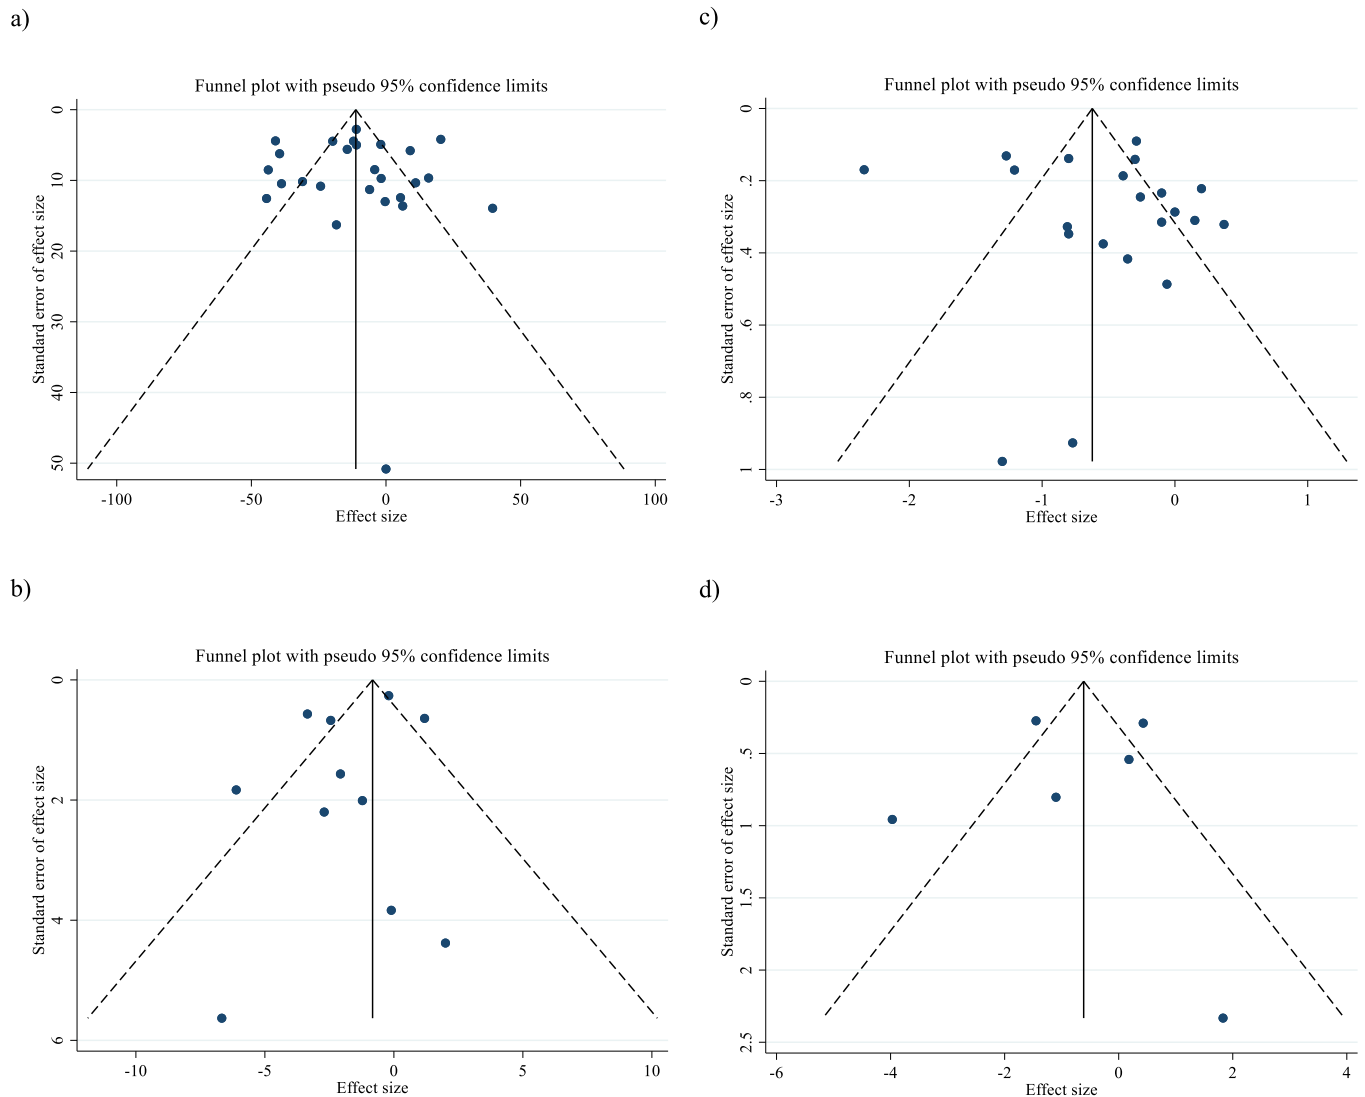 a)
Funnel plot with pseudo 95% confidence limits
Standard error of effect size
0
10
20
30
40
50
-100
-50
0
50
100
Effect size
c)
Funnel plot with pseudo 95% confidence limits
Standard error of effect size
0
.2
.4
.6
.8
1
-3
-2
-1
0
1
Effect size
b)
Funnel plot with pseudo 95% confidence limits
Standard error of effect size
0
2
4
6
-10
-5
0
5
10
Effect size
d)
Funnel plot with pseudo 95% confidence limits
Standard error of effect size
0
.5
1
1.5
2
2.5
-6
-4
-2
0
2
4
Effect size